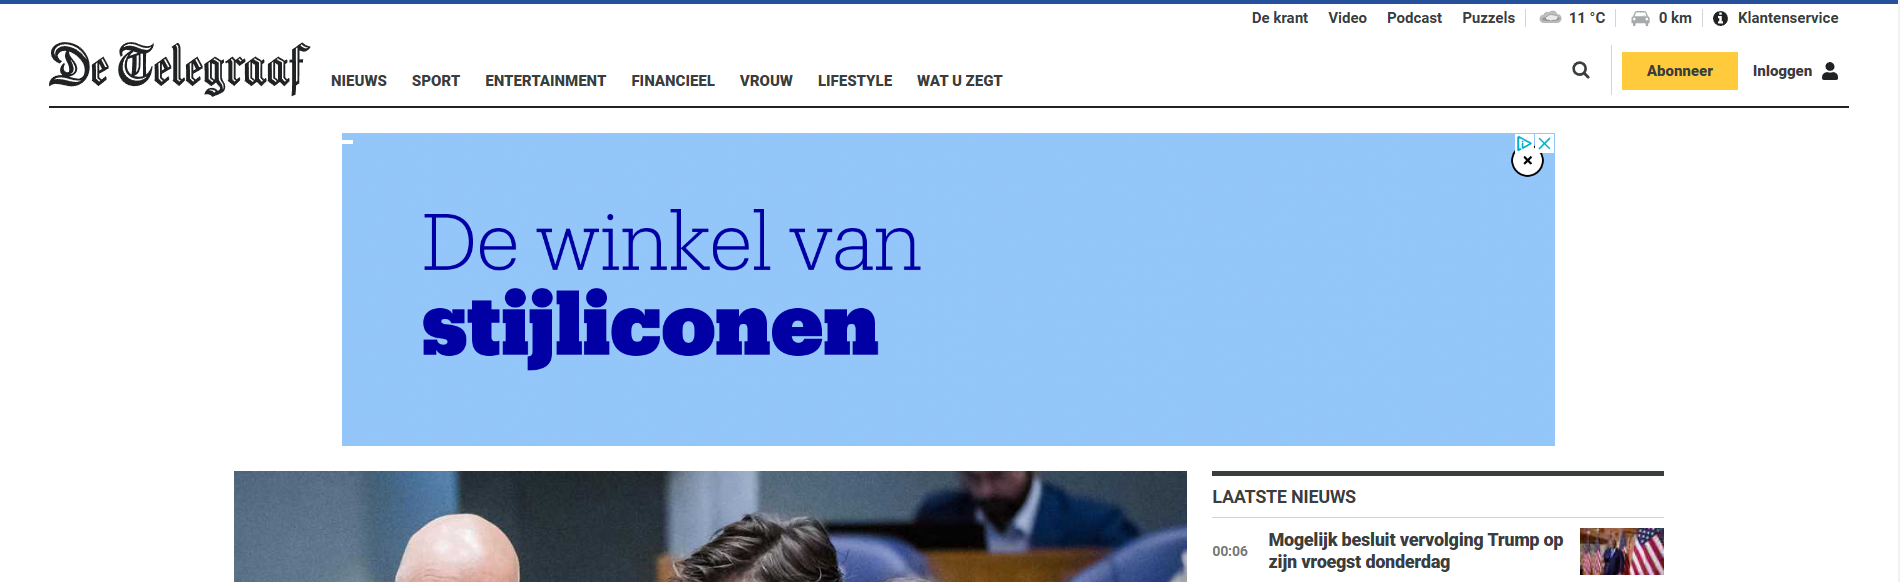 De krant Video Podcast Puzzels 11 °C 0 km Klantenservice
De Telegraaf
NIEUWS SPORT ENTERTAINMENT FINANCIEEL VROUW LIFESTYLE WAT U ZEGT
Abonneer Inloggen
De winkel van
stijliconen
LAATSTE NIEUWS
00:06
Mogelijk besluit vervolging Trump op
zijn vroegst donderdag